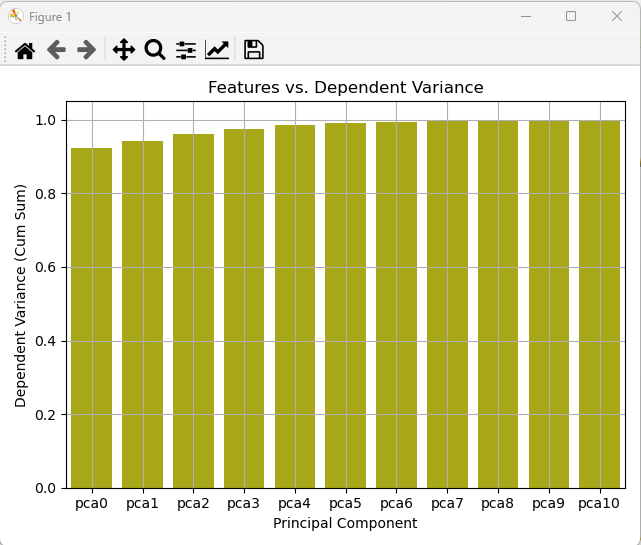 Figure 1
Features vs. Dependent Variance
1.0
0.8
0.6
0.4
0.2
0.0
Dependent Variance (Cum Sum)
pca0 pca1 pca2 pca3 pca4 pca5 pca6 pca7 pca8 pca9 pca10
Principal Component